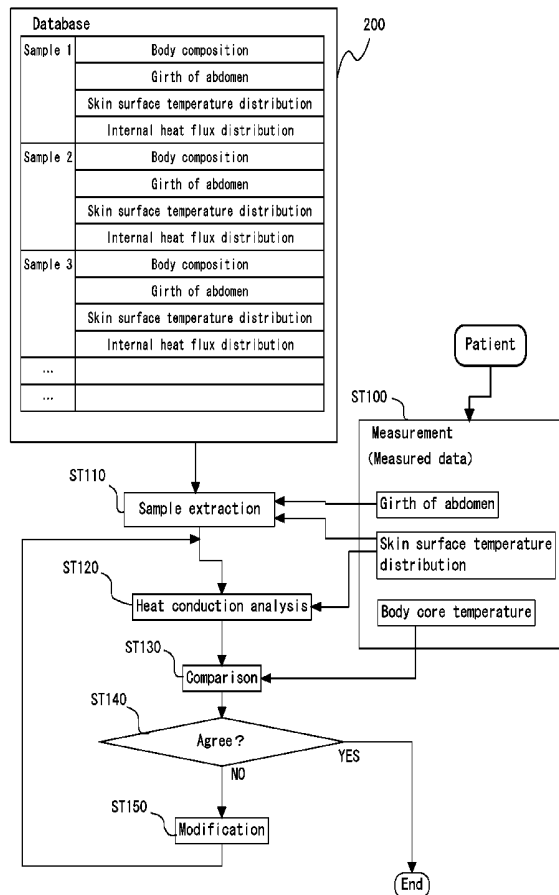 Database
200
Sample 1
Body composition
Girth of abdomen
Skin surface temperature distribution
Internal heat flux distribution
Sample 2
Body composition
Girth of abdomen
Skin surface temperature distribution
Internal heat flux distribution
Sample 3
Body composition
Girth of abdomen
Skin surface temperature distribution
Internal heat flux distribution
...
...
Patient
ST100
Measurement
(Measured data)
Girth of abdomen
Skin surface temperature
distribution
Body core temperature
ST110
Sample extraction
ST120
Heat conduction analysis
ST130
Comparison
ST140
Agree?
YES
NO
ST150
Modification
End